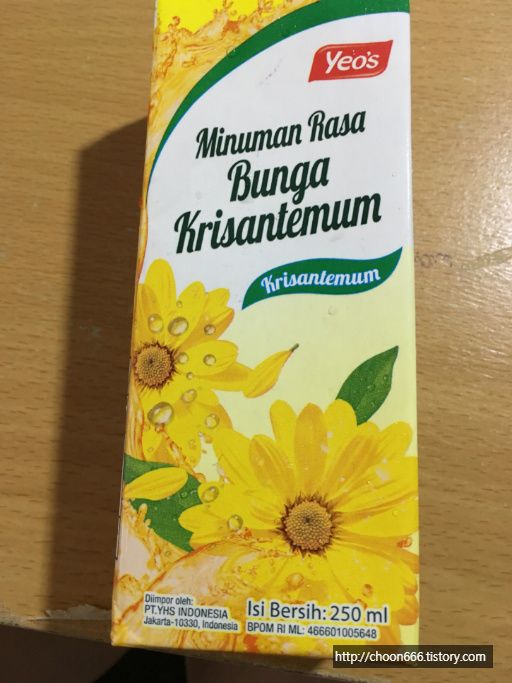 Yeo's
Minuman Rasa
Bunga
Krisantemum
Krisantemum
Diimpor oleh:
PT.YHS INDONESIA
Jakarta-10330, Indonesia
Isi Bersih: 250 ml
BPOM RI ML: 466601005648
http://choon666.tistory.com